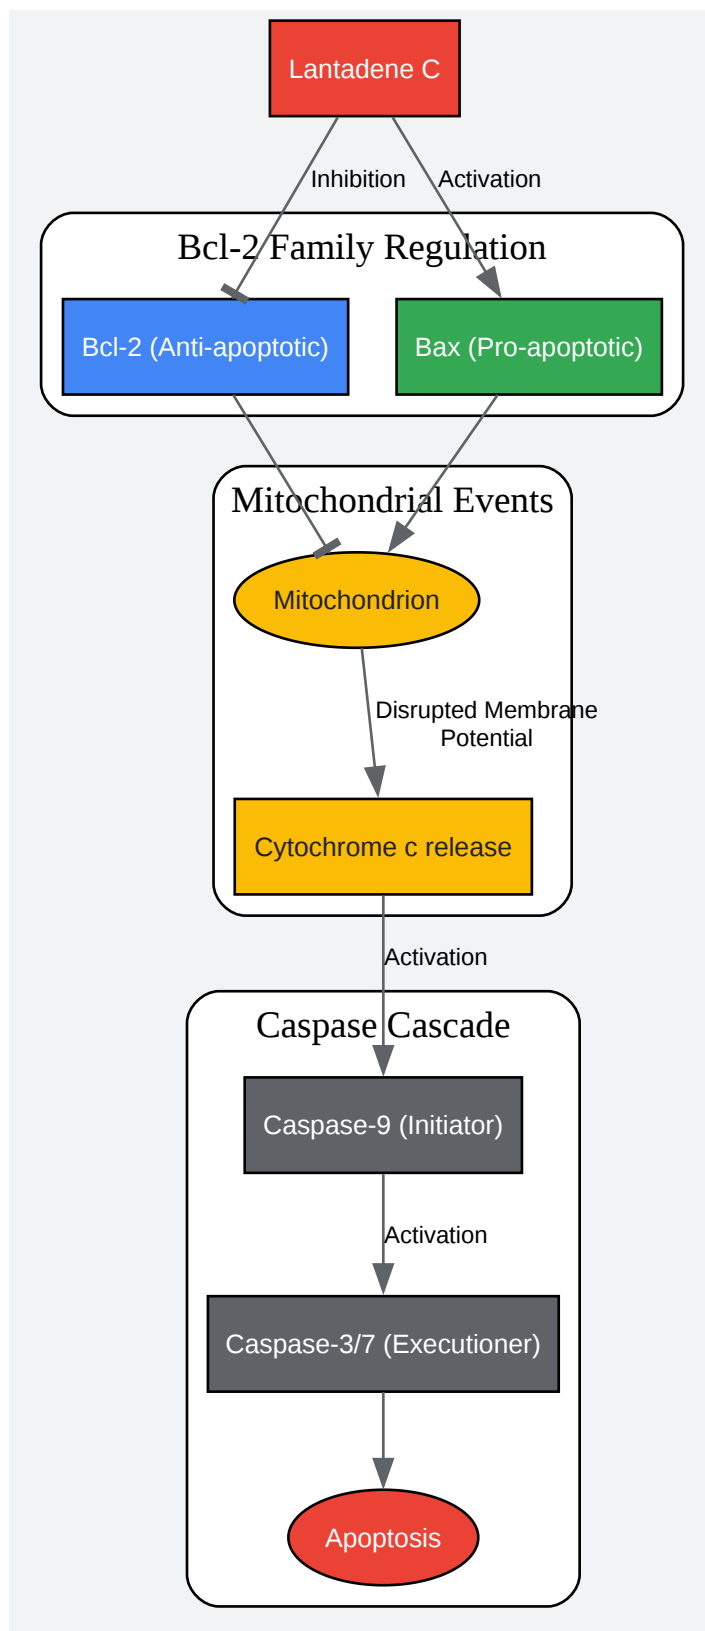 Lantadene C
Inhibition
Activation
Bcl-2 Family Regulation
Bcl-2 (Anti-apoptotic)
Bax (Pro-apoptotic)
Mitochondrial Events
Mitochondrion
Disrupted Membrane
Potential
Cytochrome c release
Activation
Caspase Cascade
Caspase-9 (Initiator)
Activation
Caspase-3/7 (Executioner)
Apoptosis